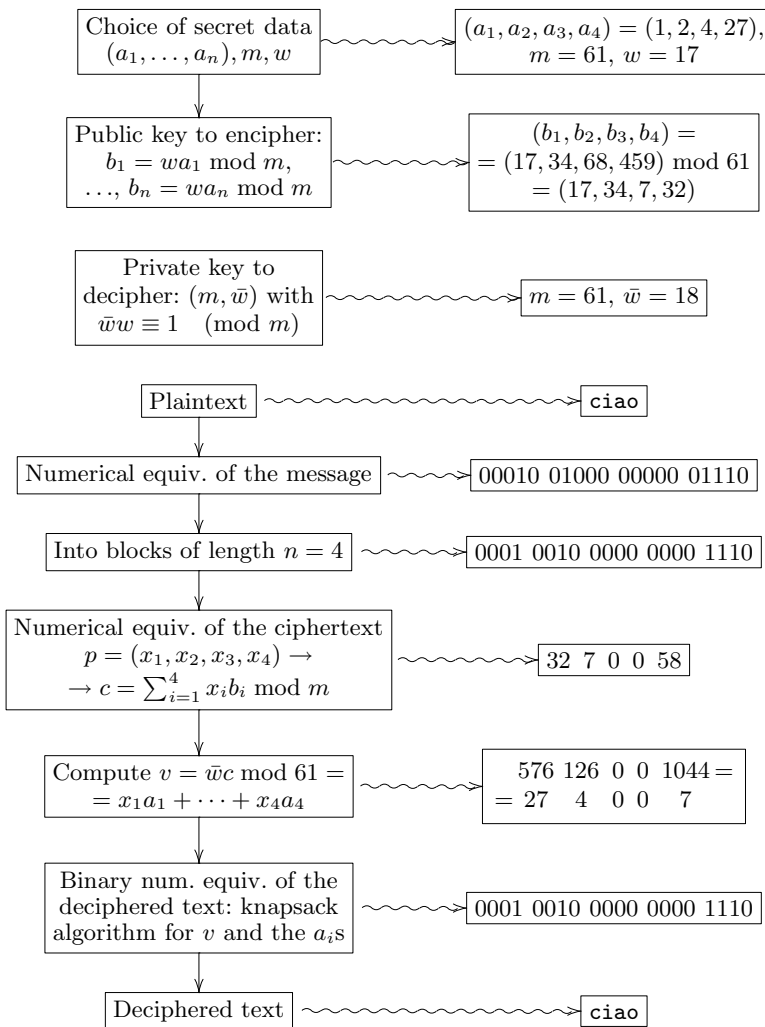 Choice of secret data
(a₁, . . . , aₙ), m, w
(a₁, a₂, a₃, a₄) = (1, 2, 4, 27),
m = 61, w = 17
Public key to encipher:
b₁ = wa₁ mod m,
. . ., bₙ = waₙ mod m
(b₁, b₂, b₃, b₄) =
= (17, 34, 68, 459) mod 61
= (17, 34, 7, 32)
Private key to
decipher: (m, w̄) with
w̄w ≡ 1 (mod m)
m = 61, w̄ = 18
Plaintext
ciao
Numerical equiv. of the message
00010 01000 00000 01110
Into blocks of length n = 4
0001 0010 0000 0000 1110
Numerical equiv. of the ciphertext
p = (x₁, x₂, x₃, x₄) →
→ c = ∑⁴ᵢ₌₁ xᵢbᵢ mod m
32 7 0 0 58
Compute v = w̄c mod 61 =
= x₁a₁ + · · · + x₄a₄
576 126 0 0 1044 =
= 27 4 0 0 7
Binary num. equiv. of the
deciphered text: knapsack
algorithm for v and the aᵢs
0001 0010 0000 0000 1110
Deciphered text
ciao